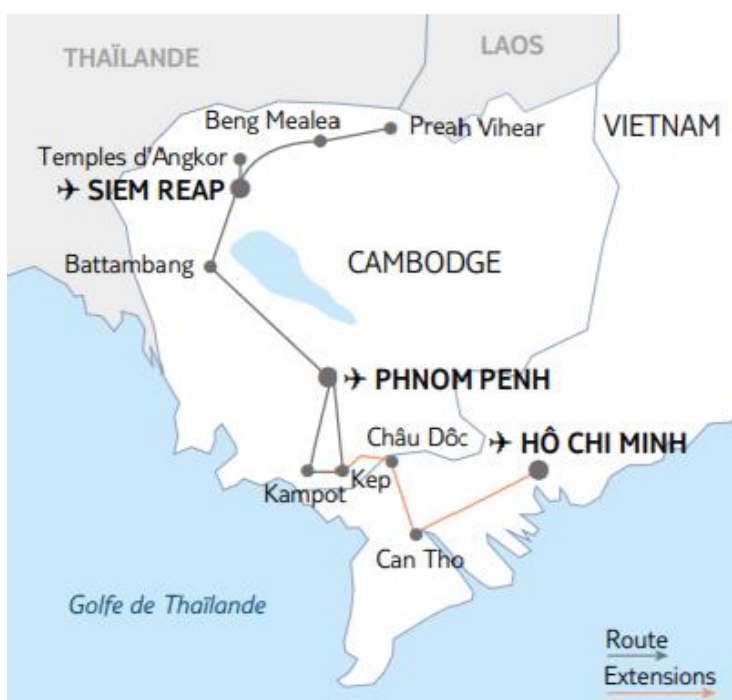 THAÏLANDE
LAOS
Beng Mealea
Preah Vihear
VIETNAM
Temples d'Angkor
✈ SIEM REAP
Battambang
CAMBODGE
✈ PHNOM PENH
Châu Dôc
✈ HÔ CHI MINH
Kampot
Kep
Can Tho
Golfe de Thaïlande
Route
Extensions